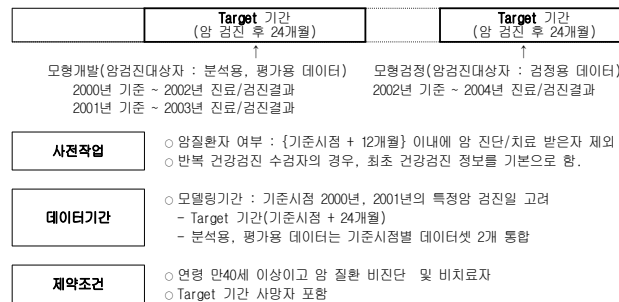 Target 기간
(암 검진 후 24개월)
Target 기간
(암 검진 후 24개월)
↑
↑
모형개발(암검진대상자 : 분석용, 평가용 데이터)
2000년 기준 ~ 2002년 진료/검진결과
2001년 기준 ~ 2003년 진료/검진결과
모형검정(암검진대상자 : 검정용 데이터)
2002년 기준 ~ 2004년 진료/검진결과
사전작업
○ 암질환자 여부 : {기준시점 + 12개월} 이내에 암 진단/치료 받은자 제외
○ 반복 건강검진 수검자의 경우, 최초 건강검진 정보를 기본으로 함.
데이터기간
○ 모델링기간 : 기준시점 2000년, 2001년의 특정암 검진일 고려
- Target 기간(기준시점 + 24개월)
- 분석용, 평가용 데이터는 기준시점별 데이터셋 2개 통합
제약조건
○ 연령 만40세 이상이고 암 질환 비진단 및 비치료자
○ Target 기간 사망자 포함